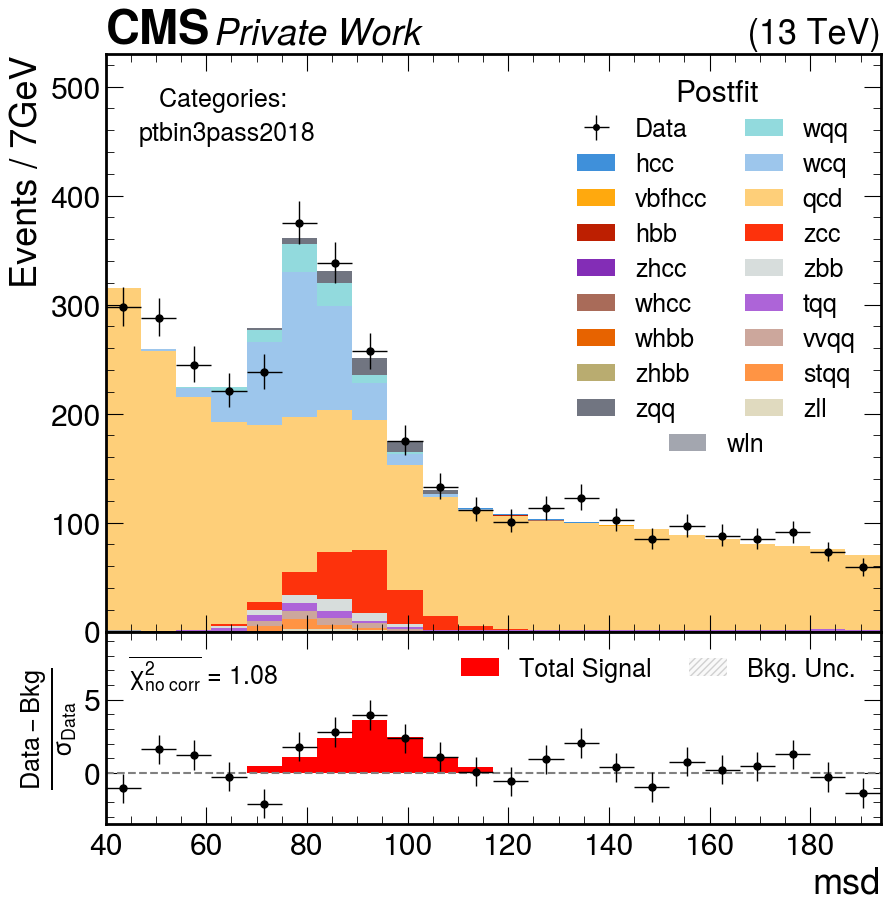 CMS Private Work (13 TeV)
Events / 7GeV
500
400
300
200
100
0
Categories:
ptbin3pass2018
Postfit
Data
hcc
vbfhcc
hbb
zhcc
whcc
whbb
zhbb
zqq
wqq
wcq
qcd
zcc
zbb
tqq
vvqq
stqq
zll
wln
Data – Bkg
σData
5
0
χ²no corr = 1.08
Total Signal
Bkg. Unc.
40 60 80 100 120 140 160 180
msd